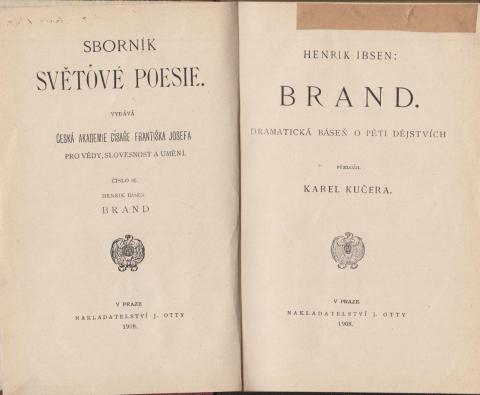 SBORNÍK
SVĚTOVÉ POESIE.
VYDÁVÁ
ČESKÁ AKADEMIE CÍSAŘE FRANTIŠKA JOSEFA
PRO VĚDY, SLOVESNOST A UMĚNÍ.
ČÍSLO
HENRIK IBSEN:
BRAND
V PRAZE
NAKLADATELSTVÍ J. OTTY
1908.
HENRIK IBSEN:
BRAND.
DRAMATICKÁ BÁSEŇ O PĚTI DĚJSTVÍCH
PŘELOŽIL
KAREL KUČERA.
V PRAZE
NAKLADATELSTVÍ J. OTTY
1908.